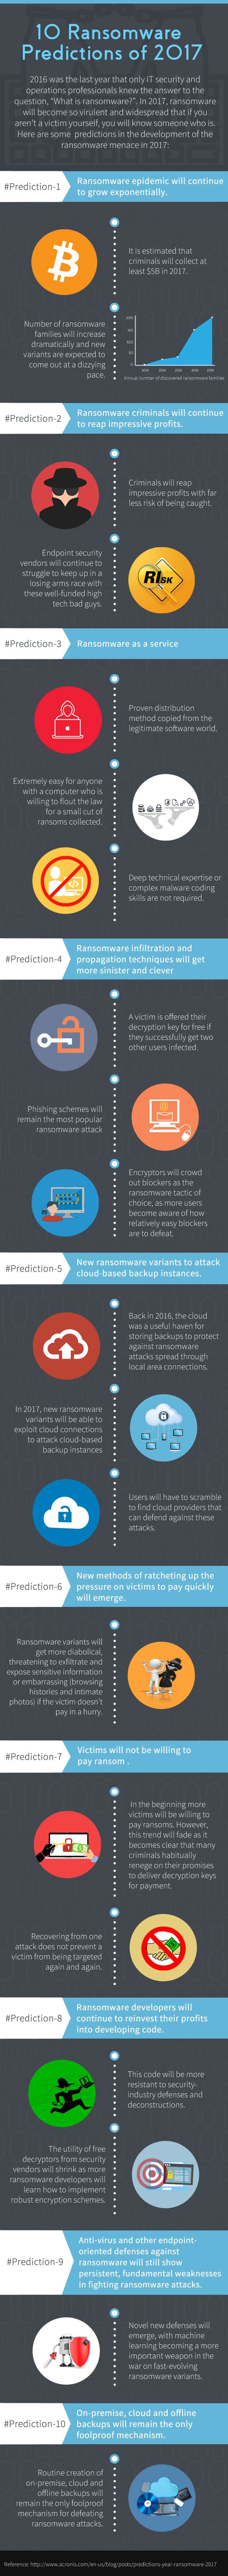 10 Ransomware
Predictions of 2017
2016 was the last year that only IT security and
operations professionals knew the answer to the
question, "What is ransomware?". In 2017, ransomware
will become so virulent and widespread that if you
aren't a victim yourself, you will know someone who is.
Here are some predictions in the development of the
ransomware menace in 2017:
#Prediction-1
Ransomware epidemic will continue
to grow exponentially.
It is estimated that
criminals will collect at
least $5B in 2017.
Number of ransomware
families will increase
dramatically and new
variants are expected to
come out at a dizzying
pace.
Annual number of discovered ransomware families
#Prediction-2
Ransomware criminals will continue
to reap impressive profits.
Criminals will reap
impressive profits with far
less risk of being caught.
Endpoint security
vendors will continue to
struggle to keep up in a
losing arms race with
these well-funded high
tech bad guys.
RISK
#Prediction-3
Ransomware as a service
Proven distribution
method copied from the
legitimate software world.
Extremely easy for anyone
with a computer who is
willing to flout the law
for a small cut of
ransoms collected.
Deep technical expertise or
complex malware coding
skills are not required.
#Prediction-4
Ransomware infiltration and
propagation techniques will get
more sinister and clever
A victim is offered their
decryption key for free if
they successfully get two
other users infected.
Phishing schemes will
remain the most popular
ransomware attack
Encryptors will crowd
out blockers as the
ransomware tactic of
choice, as more users
become aware of how
relatively easy blockers
are to defeat.
#Prediction-5
New ransomware variants to attack
cloud-based backup instances.
Back in 2016, the cloud
was a useful haven for
storing backups to protect
against ransomware
attacks spread through
local area connections.
In 2017, new ransomware
variants will be able to
exploit cloud connections
to attack cloud-based
backup instances
Users will have to scramble
to find cloud providers that
can defend against these
attacks.
#Prediction-6
New methods of ratcheting up the
pressure on victims to pay quickly
will emerge.
Ransomware variants will
get more diabolical,
threatening to exfiltrate and
expose sensitive information
or embarrassing (browsing
histories and intimate
photos) if the victim doesn't
pay in a hurry.
#Prediction-7
Victims will not be willing to
pay ransom .
In the beginning more
victims will be willing to
pay ransoms. However,
this trend will fade as it
becomes clear that many
criminals habitually
renege on their promises
to deliver decryption keys
for payment.
Recovering from one
attack does not prevent a
victim from being targeted
again and again.
#Prediction-8
Ransomware developers will
continue to reinvest their profits
into developing code.
This code will be more
resistant to security-
industry defenses and
deconstructions.
The utility of free
decryptors from security
vendors will shrink as more
ransomware developers will
learn how to implement
robust encryption schemes.
#Prediction-9
Anti-virus and other endpoint-
oriented defenses against
ransomware will still show
persistent, fundamental weaknesses
in fighting ransomware attacks.
Novel new defenses will
emerge, with machine
learning becoming a more
important weapon in the
war on fast-evolving
ransomware variants.
#Prediction-10
On-premise, cloud and offline
backups will remain the only
foolproof mechanism.
Routine creation of
on-premise, cloud and
offline backups will
remain the only foolproof
mechanism for defeating
ransomware attacks.
Reference: http://www.acronis.com/en-us/blog/posts/predictions-year-ransomware-2017